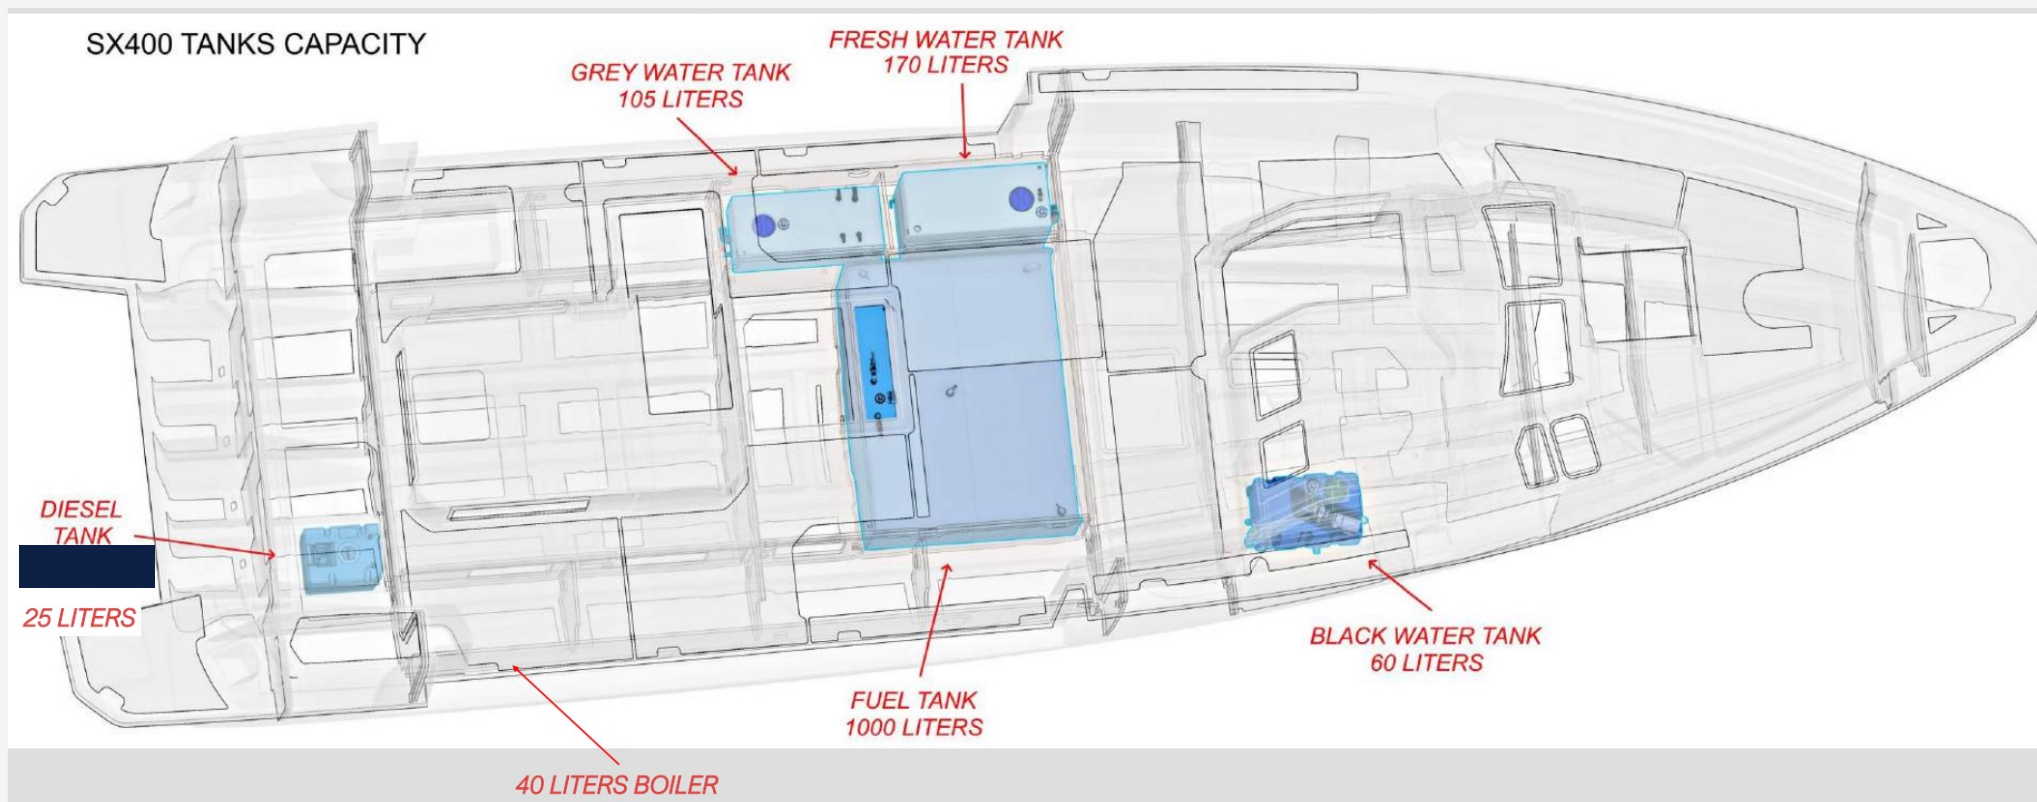 SX400 TANKS CAPACITY
FRESH WATER TANK
170 LITERS
GREY WATER TANK
105 LITERS
DIESEL
TANK
25 LITERS
BLACK WATER TANK
60 LITERS
FUEL TANK
1000 LITERS
40 LITERS BOILER